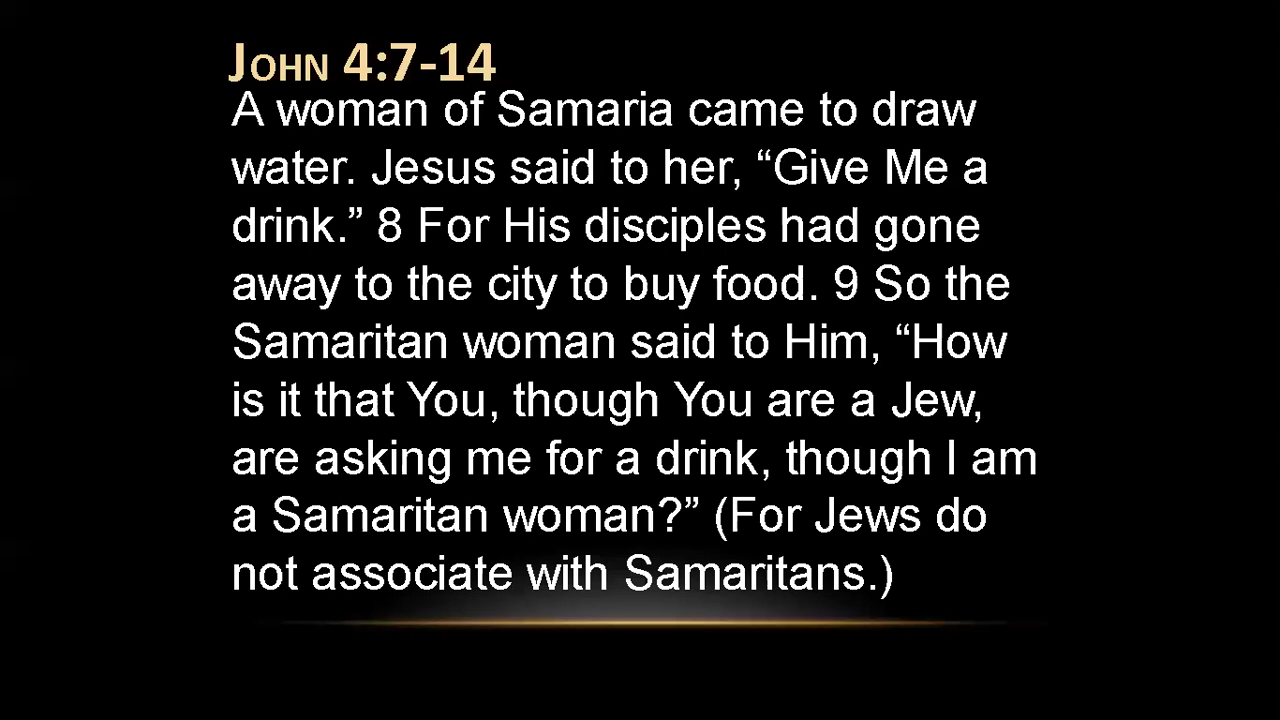 John 4:7-14
A woman of Samaria came to draw
water. Jesus said to her, “Give Me a
drink.” 8 For His disciples had gone
away to the city to buy food. 9 So the
Samaritan woman said to Him, “How
is it that You, though You are a Jew,
are asking me for a drink, though I am
a Samaritan woman?” (For Jews do
not associate with Samaritans.)